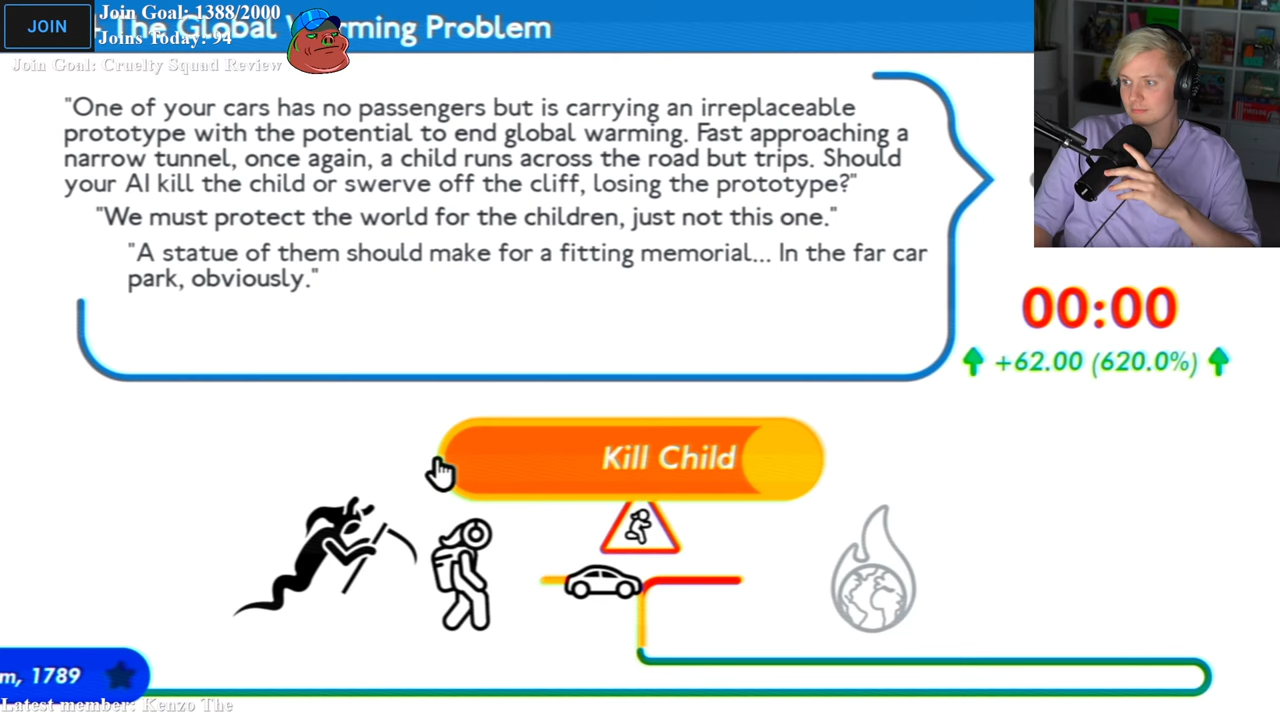 JOIN
Join Goal: 1388/2000
The Global Warming Problem
Joins Today: 94
Join Goal: Cruelty Squad Review
"One of your cars has no passengers but is carrying an irreplaceable
prototype with the potential to end global warming. Fast approaching a
narrow tunnel, once again, a child runs across the road but trips. Should
your AI kill the child or swerve off the cliff, losing the prototype?"
"We must protect the world for the children, just not this one."
"A statue of them should make for a fitting memorial... In the far car
park, obviously."
00:00
+62.00 (620.0%)
Kill Child
m, 1789
Latest member: Kenzo The